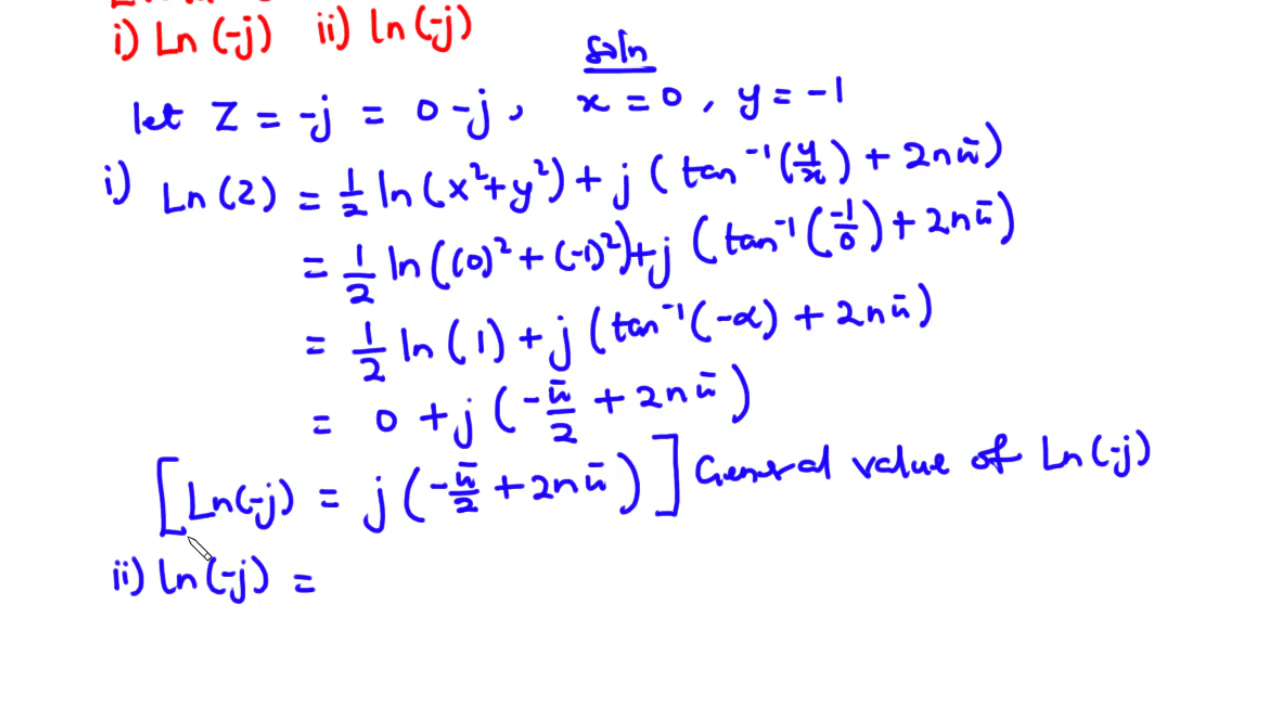 i) Ln (-j) ii) ln (-j)
soln
let Z = -j = 0 -j, x = 0, y = -1
i) Ln (Z) = 1/2 ln (x²+y²) + j (tan⁻¹(y/x) + 2nπ)
= 1/2 ln ((0)² + (-1)²) + j (tan⁻¹(-1/0) + 2nπ)
= 1/2 ln (1) + j (tan⁻¹(-∝) + 2nπ)
= 0 + j (-π/2 + 2nπ)
[Ln(-j) = j (-π/2 + 2nπ)] General value of Ln(-j)
ii) ln (-j) =